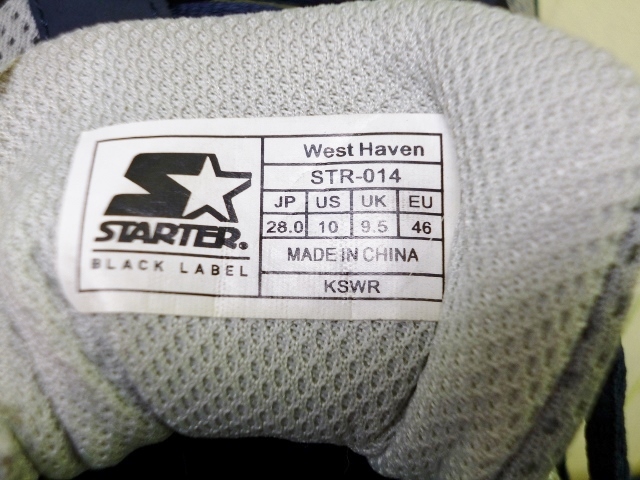 STARTER.
BLACK LABEL
West Haven
STR-014
JP US UK EU
28.0 10 9.5 46
MADE IN CHINA
KSWR